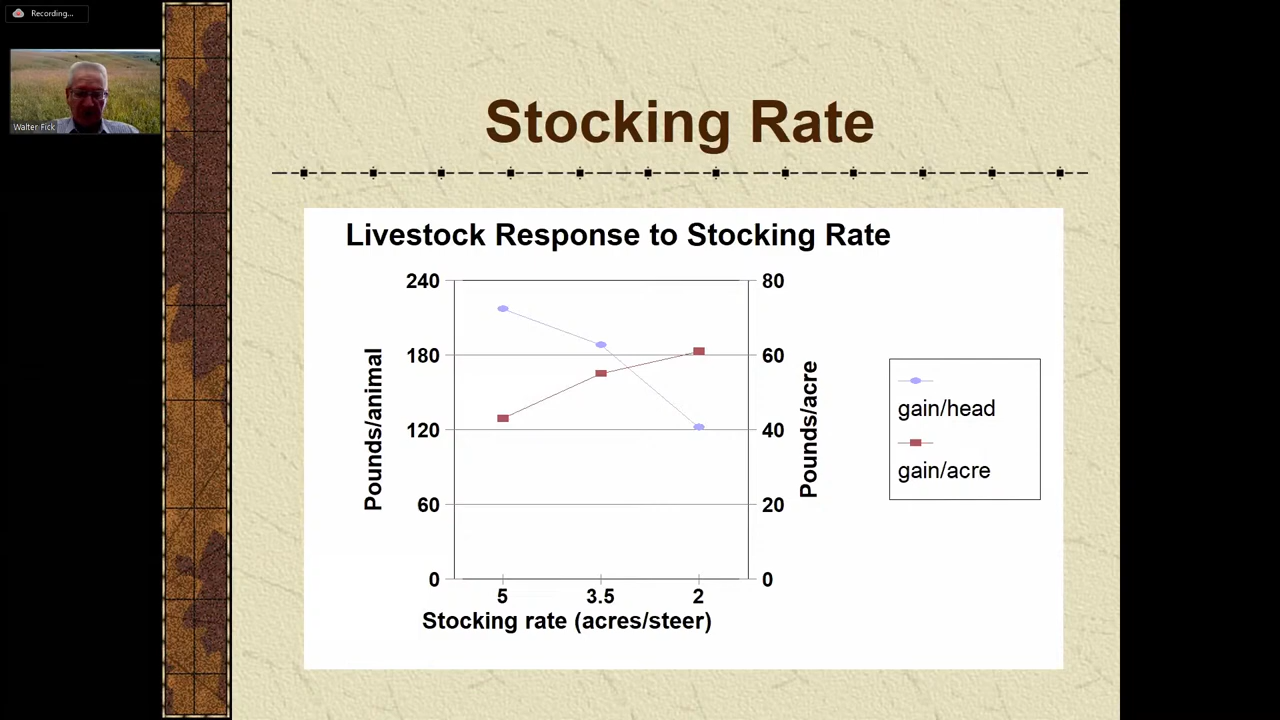 Recording...
Walter Fick
Stocking Rate
Livestock Response to Stocking Rate
240
180
120
60
0
Pounds/animal
80
60
40
20
0
Pounds/acre
5 3.5 2
Stocking rate (acres/steer)
gain/head
gain/acre